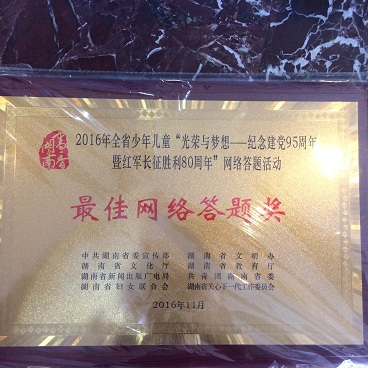 湖南
2016年全省少年儿童“光荣与梦想——纪念建党95周年
暨红军长征胜利80周年”网络答题活动
最佳网络答题奖
中共湖南省委宣传部 湖南省文明办
湖南省文化厅 湖南省教育厅
湖南省新闻出版广电局 共青团湖南省委
湖南省妇女联合会 湖南省关心下一代工作委员会
2016年11月